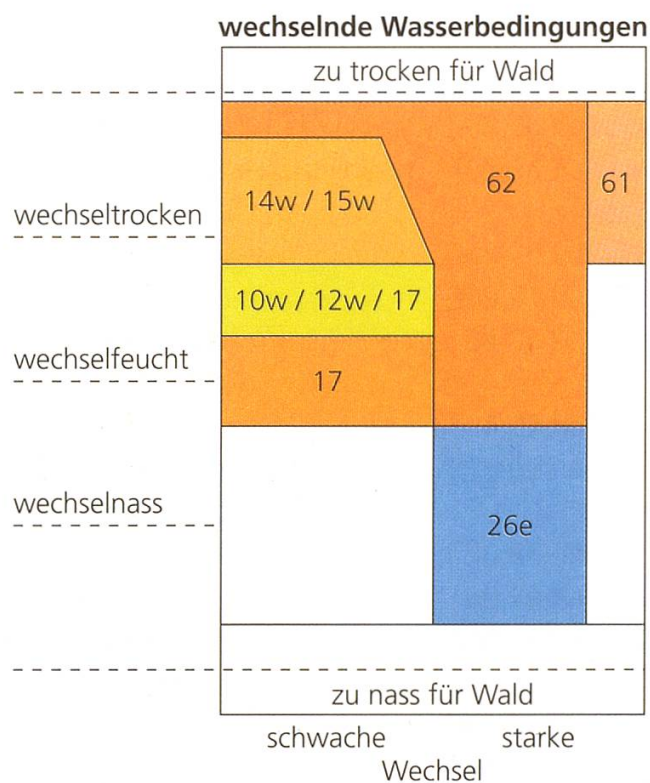 wechselnde Wasserbedingungen
zu trocken für Wald
62
61
14w / 15w
wechseltrocken
10w / 12w / 17
wechselfeucht
17
wechselnass
26e
zu nass für Wald
schwache starke
Wechsel